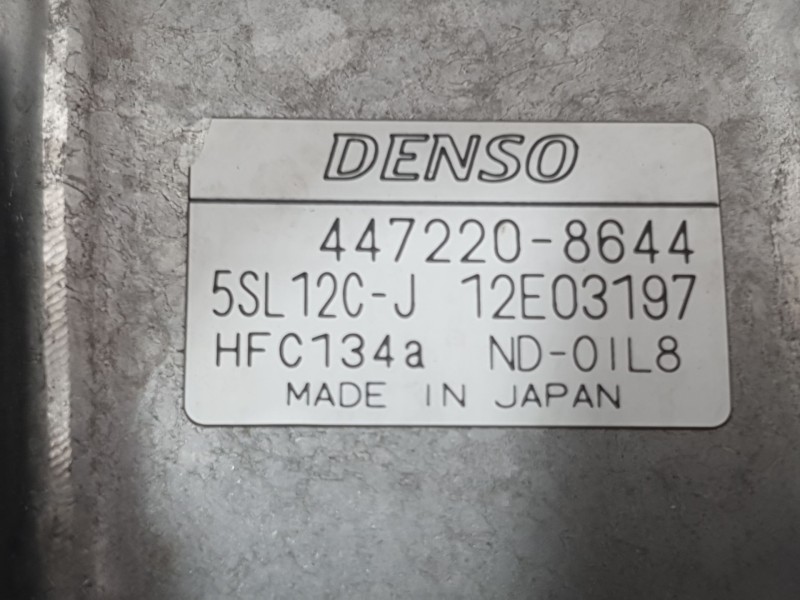 DENSO
447220-8644
5SL12C-J 12E03197
HFC134a ND-OIL8
MADE IN JAPAN